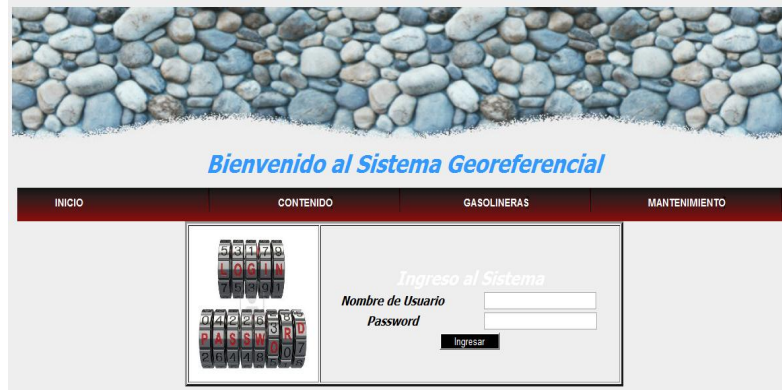 Bienvenido al Sistema Georeferencial
INICIO CONTENIDO GASOLINERAS MANTENIMIENTO
LOGIN
PASSWORD
Ingreso al Sistema
Nombre de Usuario
Password
Ingresar